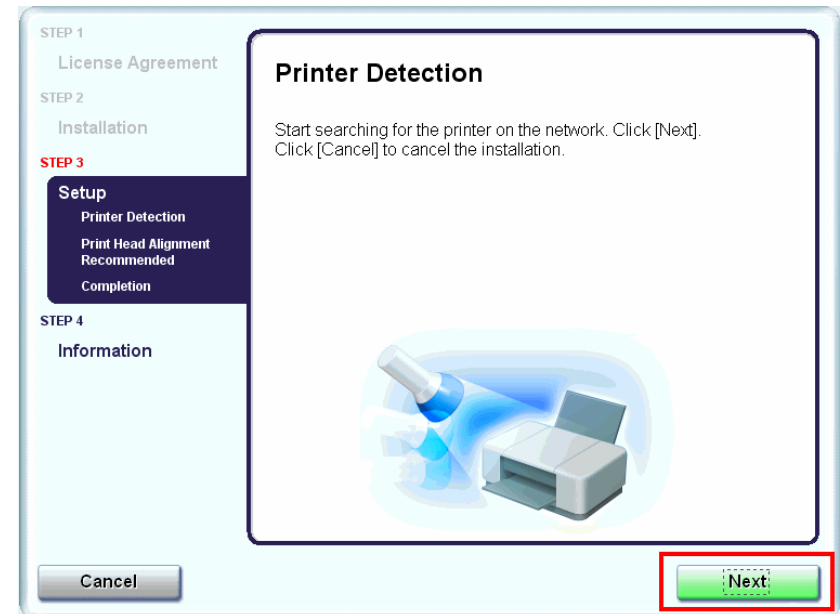 STEP 1
License Agreement
STEP 2
Installation
STEP 3
Setup
Printer Detection
Print Head Alignment
Recommended
Completion
STEP 4
Information
Printer Detection
Start searching for the printer on the network. Click [Next].
Click [Cancel] to cancel the installation.
Cancel
Next